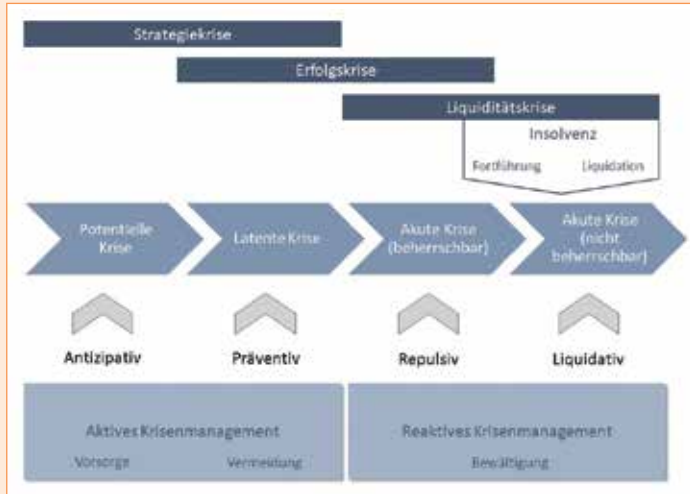 Strategiekrise
Erfolgskrise
Liquiditätskrise
Insolvenz
Fortführung Liquidation
Potentielle
Krise
Latente Krise
Akute Krise
(beherrschbar)
Akute Krise
(nicht
beherrschbar)
Antizipativ Präventiv Repulsiv Liquidativ
Aktives Krisenmanagement
Vorsorge Vermeidung
Reaktives Krisenmanagement
Bewältigung